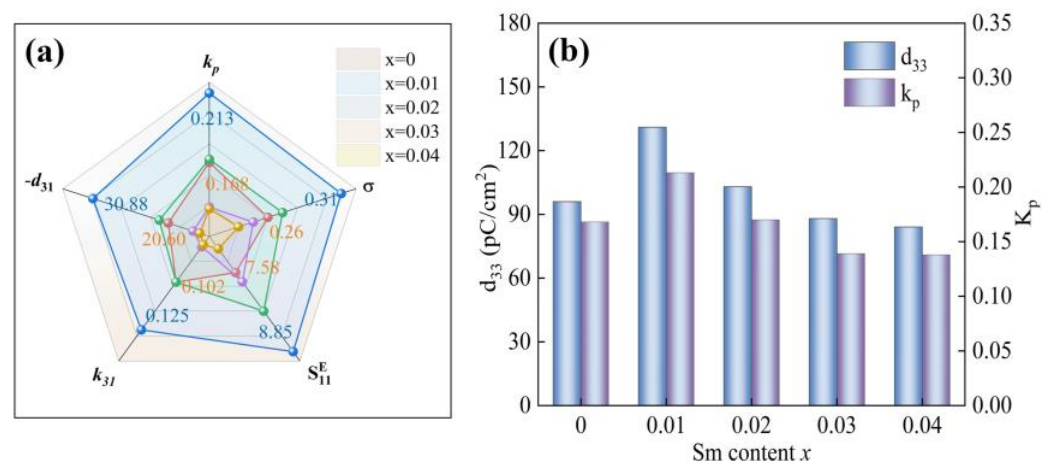 (a)
k_p
x=0
x=0.01
x=0.02
x=0.03
x=0.04
0.213
-d_31
0.168
σ
30.88
0.31
20.60
0.26
7.58
0.102
0.125
8.85
k_31
S^E_11
(b)
180
150
120
90
60
30
0
d_33 (pC/cm²)
d_33
k_p
0.35
0.30
0.25
0.20
0.15
0.10
0.05
0.00
K_p
0 0.01 0.02 0.03 0.04
Sm content x